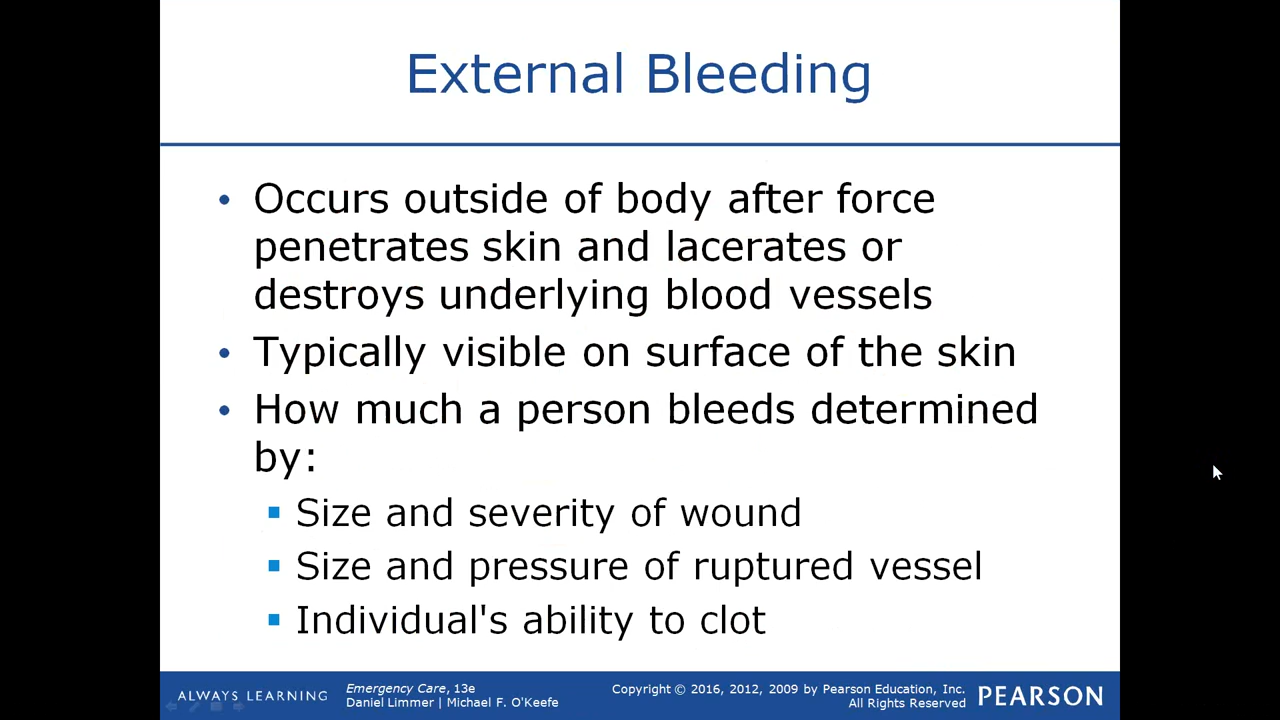 External Bleeding
• Occurs outside of body after force
penetrates skin and lacerates or
destroys underlying blood vessels
• Typically visible on surface of the skin
• How much a person bleeds determined
by:
▪ Size and severity of wound
▪ Size and pressure of ruptured vessel
▪ Individual's ability to clot
ALWAYS LEARNING
Emergency Care, 13e
Daniel Limmer | Michael F. O'Keefe
Copyright © 2016, 2012, 2009 by Pearson Education, Inc.
All Rights Reserved
PEARSON